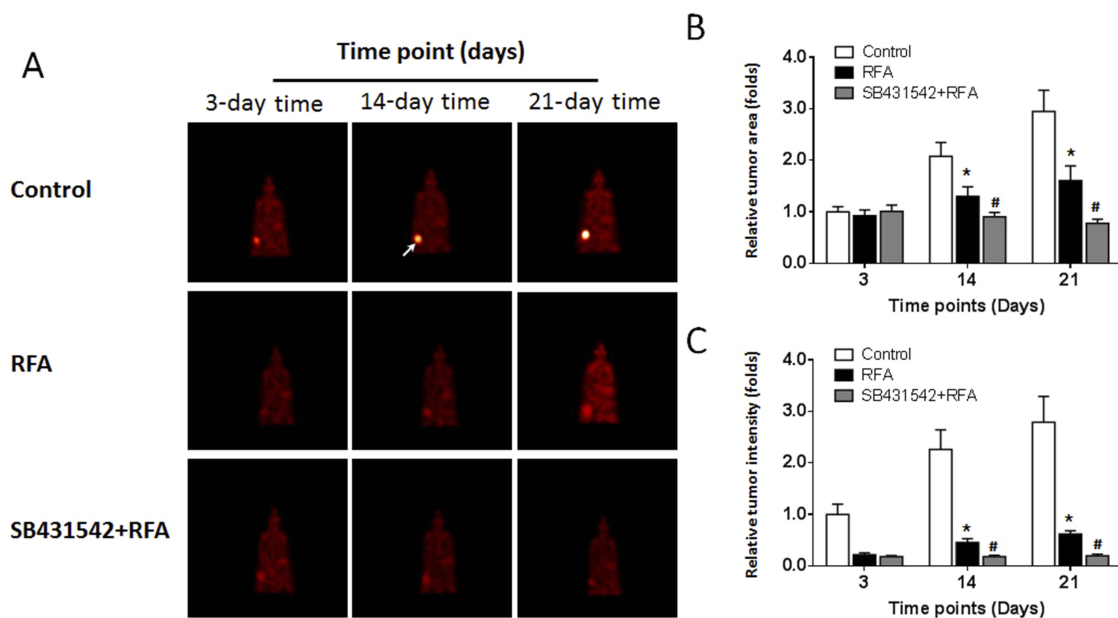 A
Time point (days)
3-day time
14-day time
21-day time
Control
RFA
SB431542+RFA
B
Relative tumor area (folds)
4.0
3.0
2.0
1.0
0.0
Control
RFA
SB431542+RFA
*
#
*
#
3
14
21
Time points (Days)
C
Relative tumor intensity (folds)
4.0
3.0
2.0
1.0
0.0
Control
RFA
SB431542+RFA
*
#
*
#
3
14
21
Time points (Days)